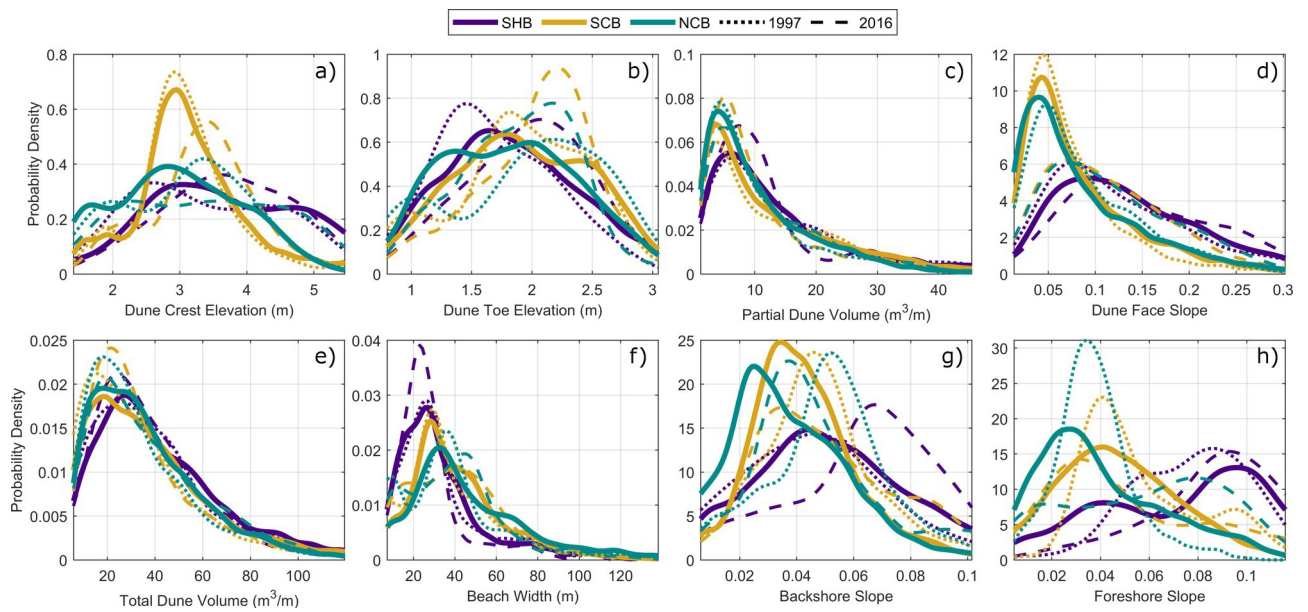 SHB SCB NCB 1997 2016
a) b) c) d)
Probability Density
0 0.2 0.4 0.6 0.8
2 3 4 5
Dune Crest Elevation (m)
0 0.2 0.4 0.6 0.8 1
1 1.5 2 2.5 3
Dune Toe Elevation (m)
0 0.02 0.04 0.06 0.08 0.1
20 40
Partial Dune Volume (m³/m)
0 2 4 6 8 10 12
0.05 0.1 0.15 0.2 0.25 0.3
Dune Face Slope
e) f) g) h)
Probability Density
0 0.005 0.01 0.015 0.02 0.025
20 40 60 80 100
Total Dune Volume (m³/m)
0 0.01 0.02 0.03 0.04
20 40 60 80 100 120
Beach Width (m)
0 5 10 15 20 25
0.02 0.04 0.06 0.08 0.1
Backshore Slope
0 5 10 15 20 25 30
0.02 0.04 0.06 0.08 0.1
Foreshore Slope